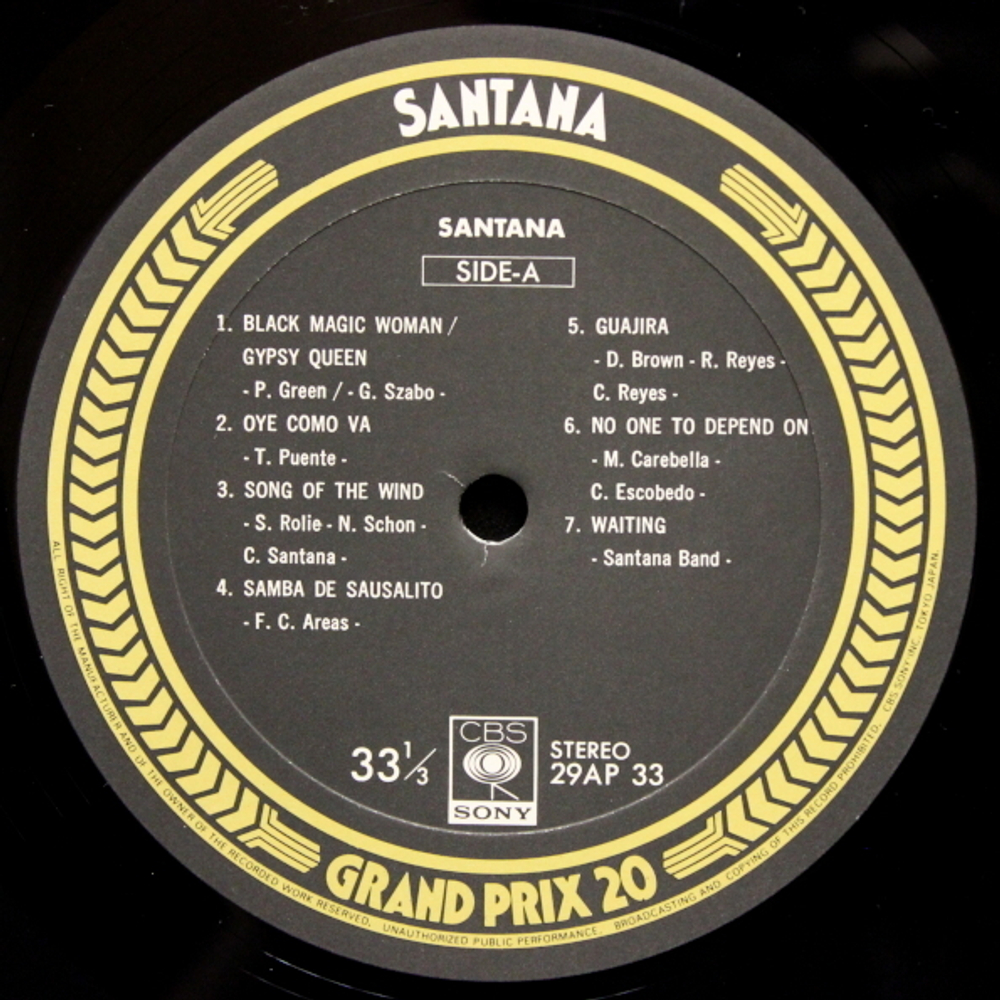 SANTANA
SANTANA
SIDE-A
1. BLACK MAGIC WOMAN /
GYPSY QUEEN
- P. Green / - G. Szabo -
2. OYE COMO VA
- T. Puente -
3. SONG OF THE WIND
- S. Rolie - N. Schon -
C. Santana -
4. SAMBA DE SAUSALITO
- F. C. Areas -
5. GUAJIRA
- D. Brown - R. Reyes -
C. Reyes -
6. NO ONE TO DEPEND ON
- M. Carebella -
C. Escobedo -
7. WAITING
- Santana Band -
33 1/3
CBS
SONY
STEREO
29AP 33
GRAND PRIX 20
ALL RIGHT OF THE MANUFACTURER AND OF THE OWNER OF THE RECORDED WORK RESERVED. UNAUTHORIZED PUBLIC PERFORMANCE. BROADCASTING AND COPYING OF THIS RECORD PROHIBITED. CBS SONY INC. TOKYO JAPAN.